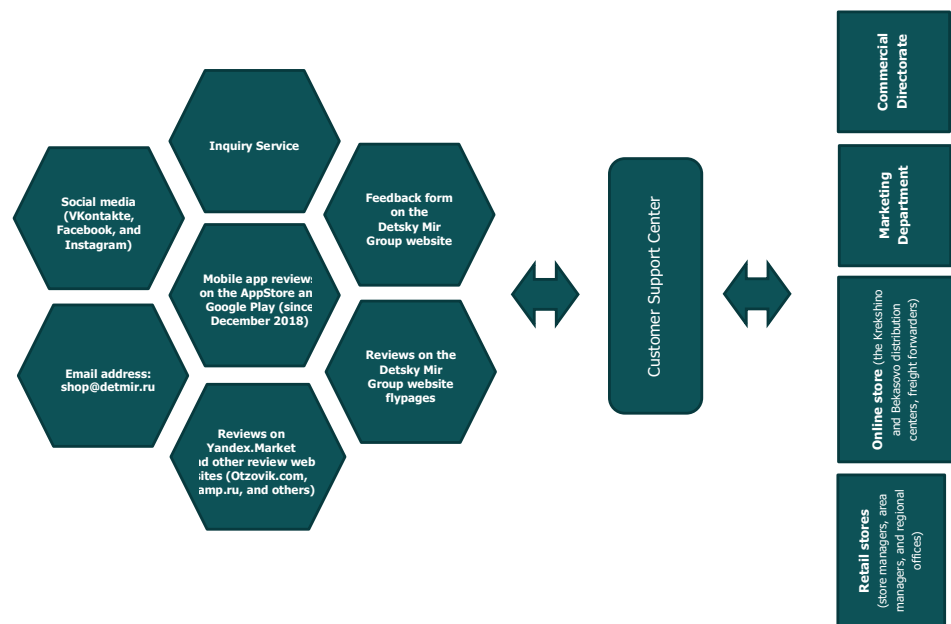 Inquiry Service
Social media
(VKontakte,
Facebook, and
Instagram)
Feedback form
on the
Detsky Mir
Group website
Mobile app reviews
on the AppStore an
Google Play (since
December 2018)
Email address:
shop@detmir.ru
Reviews on the
Detsky Mir
Group website
flypages
Reviews on
Yandex.Market
nd other review web
sites (Otzovik.com,
amp.ru, and others)
Customer Support Center
Commercial
Directorate
Marketing
Department
Online store (the Krekshino
and Bekasovo distribution
centers, freight forwarders)
Retail stores
(store managers, area
managers, and regional
offices)